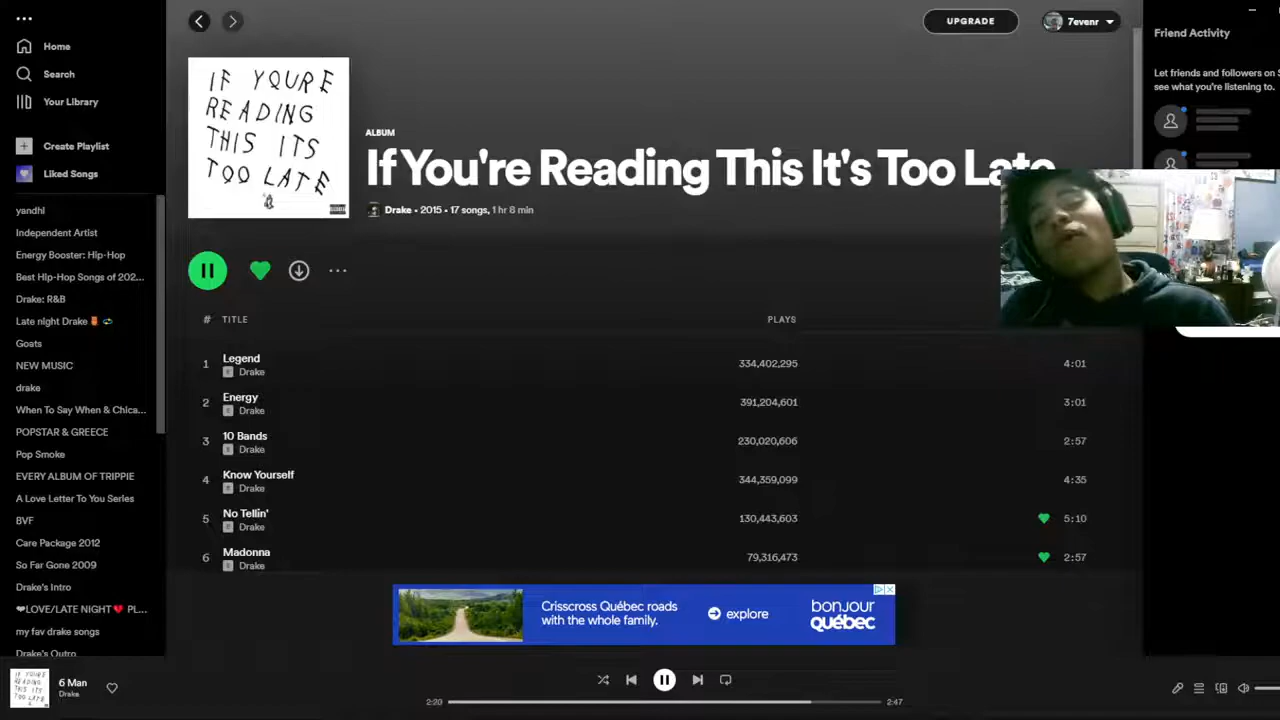 Home
Search
Your Library
Create Playlist
Liked Songs
yandhi
Independent Artist
Energy Booster: Hip-Hop
Best Hip-Hop Songs of 202...
Drake: R&B
Late night Drake
Goats
NEW MUSIC
drake
When To Say When & Chica...
POPSTAR & GREECE
Pop Smoke
EVERY ALBUM OF TRIPPIE
A Love Letter To You Series
BVF
Care Package 2012
So Far Gone 2009
Drake's Intro
❤LOVE/LATE NIGHT💔 PL...
my fav drake songs
Drake's Outro
UPGRADE
7evenr
IF YOURE
READING
THIS ITS
TOO LATE
ALBUM
If You're Reading This It's Too Late
Drake • 2015 • 17 songs, 1 hr 8 min
# TITLE PLAYS
1 Legend 334,402,295 4:01
E Drake
2 Energy 391,204,601 3:01
E Drake
3 10 Bands 230,020,606 2:57
E Drake
4 Know Yourself 344,359,099 4:35
E Drake
5 No Tellin' 130,443,603 5:10
E Drake
6 Madonna 79,316,473 2:57
E Drake
Friend Activity
Let friends and followers on S
see what you're listening to.
Crisscross Québec roads
with the whole family.
explore
bonjour
québec
IF YOURE
READING
THIS ITS
TOO LATE
6 Man
Drake
2:20
2:47